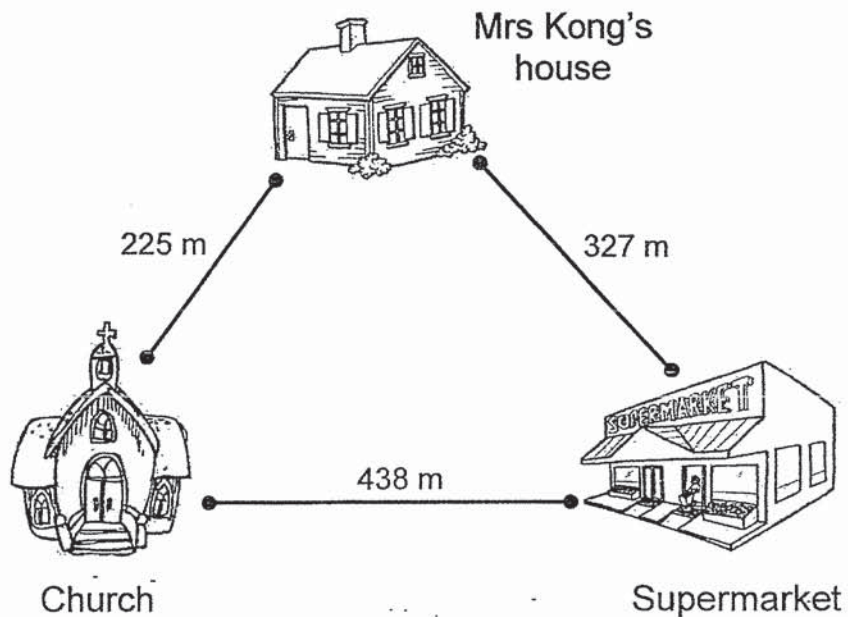 Mrs Kong's
house
225 m
327 m
SUPERMARKET
438 m
Church
Supermarket